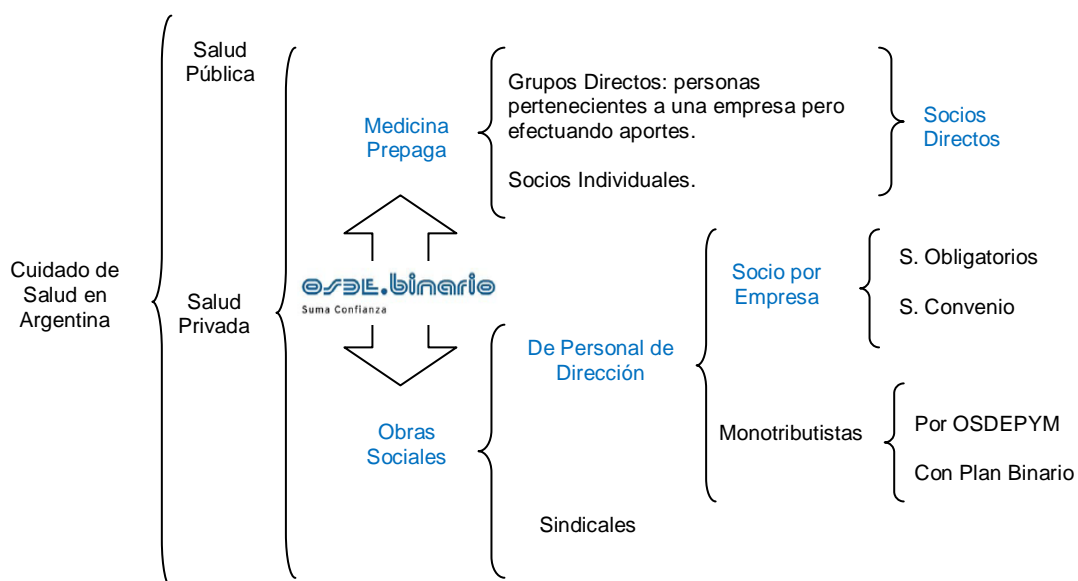 Cuidado de
Salud en
Argentina
Salud
Pública
Salud
Privada
Medicina
Prepaga
Grupos Directos: personas
pertenecientes a una empresa pero
efectuando aportes.
Socios Individuales.
Socios
Directos
OSDE.binario
Suma Confianza
Obras
Sociales
De Personal de
Dirección
Socio por
Empresa
S. Obligatorios
S. Convenio
Monotributistas
Por OSDEPYM
Con Plan Binario
Sindicales